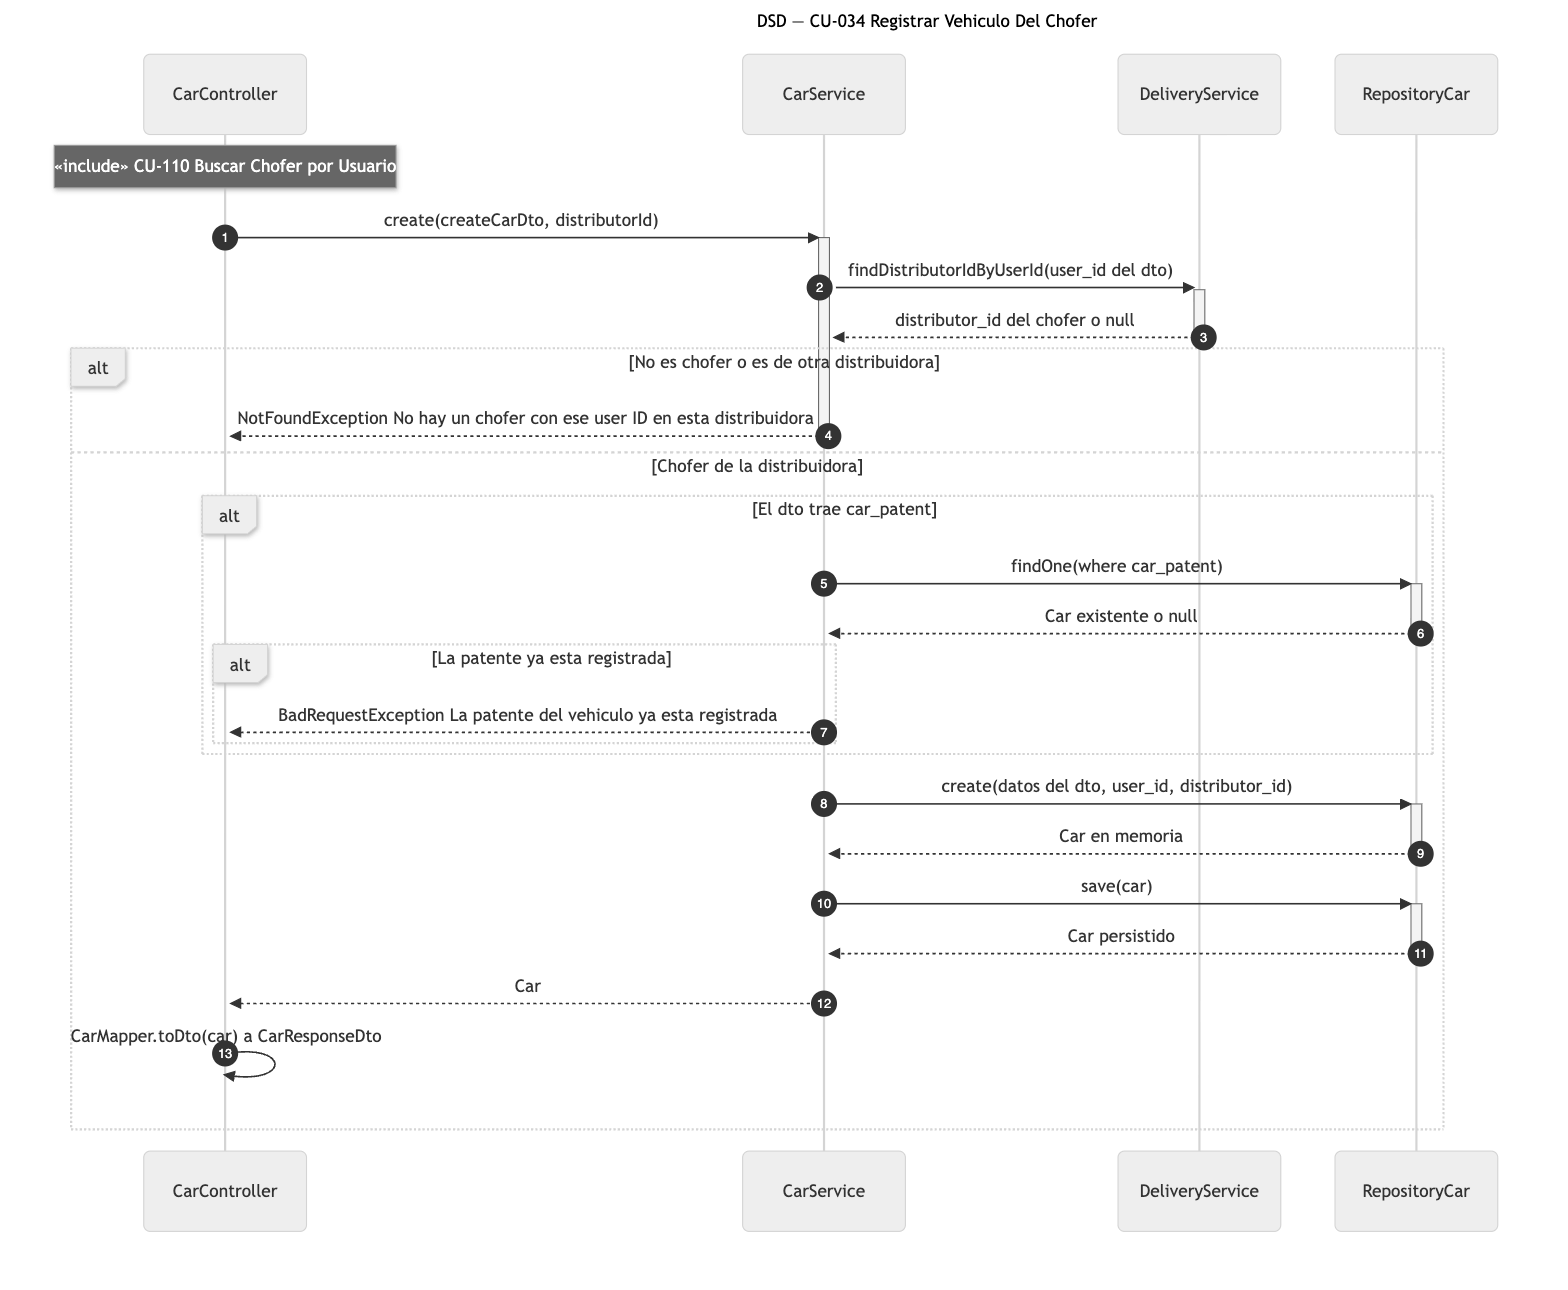 DSD — CU-034 Registrar Vehiculo Del Chofer
CarController
CarService
DeliveryService
RepositoryCar
«include» CU-110 Buscar Chofer por Usuario
create(createCarDto, distributorId)
1
findDistributorIdByUserId(user_id del dto)
2
distributor_id del chofer o null
3
alt
[No es chofer o es de otra distribuidora]
NotFoundException No hay un chofer con ese user ID en esta distribuidora
4
[Chofer de la distribuidora]
alt
[El dto trae car_patent]
findOne(where car_patent)
5
Car existente o null
6
alt
[La patente ya esta registrada]
BadRequestException La patente del vehiculo ya esta registrada
7
create(datos del dto, user_id, distributor_id)
8
Car en memoria
9
save(car)
10
Car persistido
11
Car
12
CarMapper.toDto(car) a CarResponseDto
13
CarController
CarService
DeliveryService
RepositoryCar